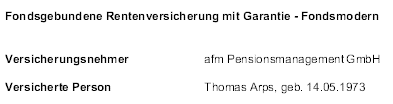 Fondsgebundene Rentenversicherung mit Garantie - Fondsmodern
Versicherungsnehmer afm Pensionsmanagement GmbH
Versicherte Person Thomas Arps, geb. 14.05.1973